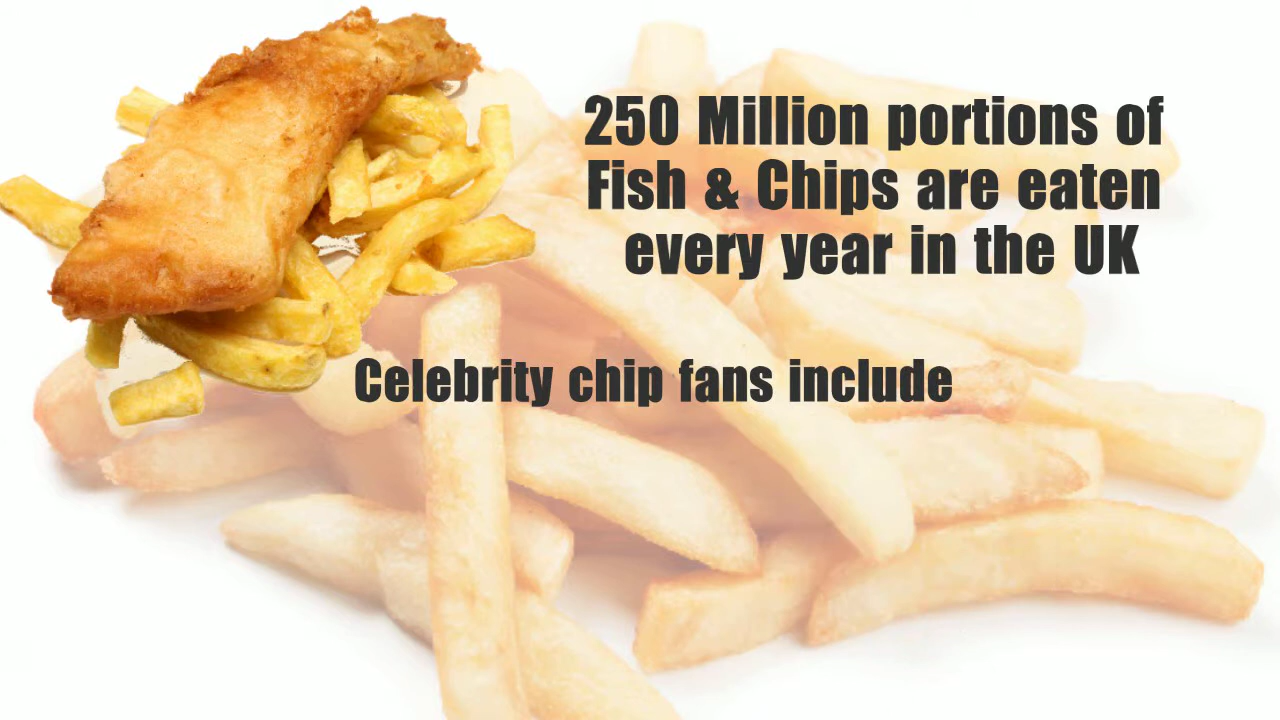 250 Million portions of
Fish & Chips are eaten
every year in the UK
Celebrity chip fans include